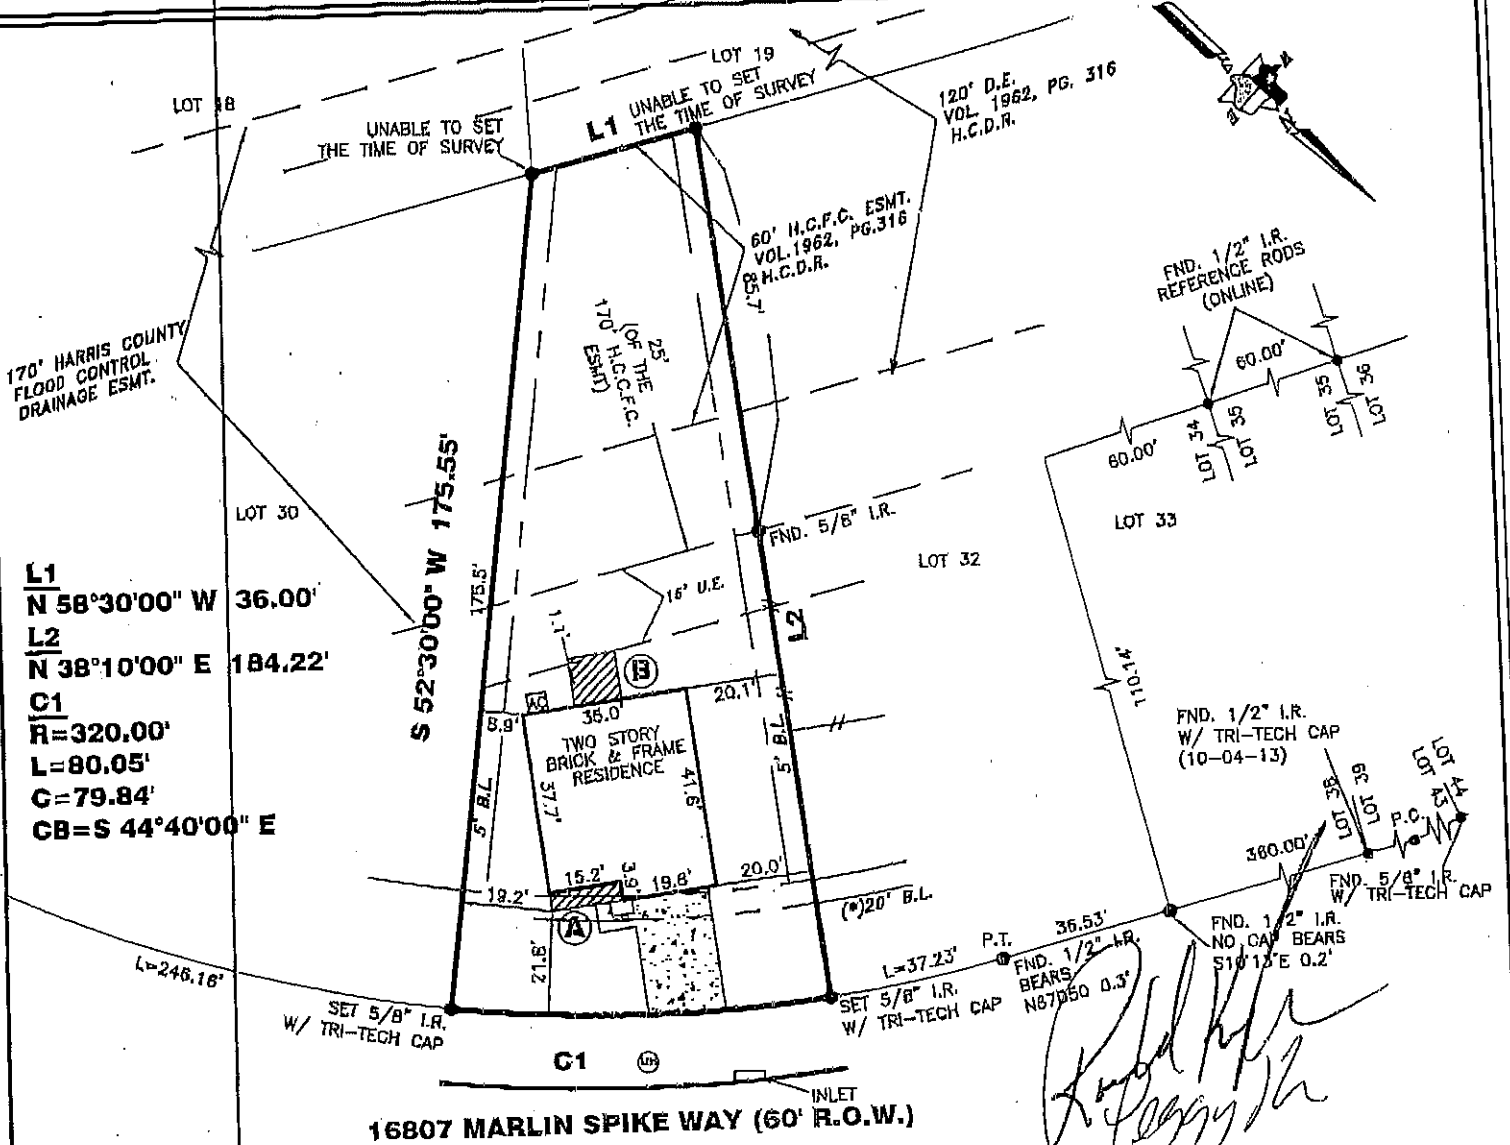 LOT 18
LOT 19
UNABLE TO SET
THE TIME OF SURVEY
L1
UNABLE TO SET
THE TIME OF SURVEY
120' D.E.
VOL. 1962, PG. 316
H.C.D.R.
60' H.C.F.C. ESMT.
VOL.1962, PG.316
H.C.D.R.
85.7'
25'
(OF THE
170' H.C.C.F.C.
ESMT)
FND. 1/2" I.R.
REFERENCE RODS
(ONLINE)
60.00'
60.00'
LOT 34
LOT 35
LOT 35
LOT 36
170' HARRIS COUNTY
FLOOD CONTROL
DRAINAGE ESMT.
LOT 30
S 52°30'00" W 175.55'
175.5'
FND. 5/8" I.R.
LOT 32
LOT 33
16' U.E.
L2
110.14'
L1
N 58°30'00" W 36.00'
L2
N 38°10'00" E 184.22'
C1
R=320.00'
L=80.05'
C=79.84'
CB=S 44°40'00" E
1.7'
B
AC
8.9'
35.0'
20.1'
TWO STORY
BRICK & FRAME
RESIDENCE
37.7'
41.6'
5' B.L.
5' B.L.
15.2'
3.9'
19.8'
20.0'
19.2'
A
21.8'
(*)20' B.L.
FND. 1/2" I.R.
W/ TRI-TECH CAP
(10-04-13)
LOT 38
LOT 39
LOT 43
LOT 44
P.C.
360.00'
FND. 5/8" I.R.
W/ TRI-TECH CAP
36.53'
P.T.
L=37.23'
FND. 1/2" I.R.
BEARS
N67D50 0.3'
FND. 1/2" I.R.
NO CAP BEARS
S10°13'E 0.2'
L=246.16'
SET 5/8" I.R.
W/ TRI-TECH CAP
SET 5/8" I.R.
W/ TRI-TECH CAP
C1
INLET
16807 MARLIN SPIKE WAY (60' R.O.W.)